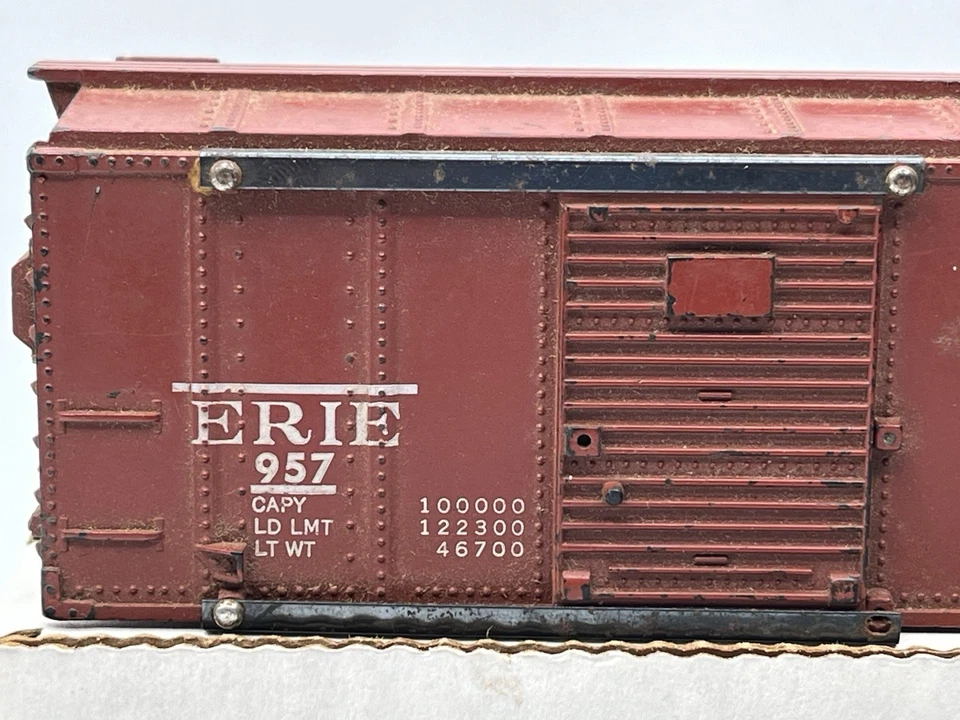 ERIE
957
CAPY 100000
LD LMT 122300
LT WT 46700